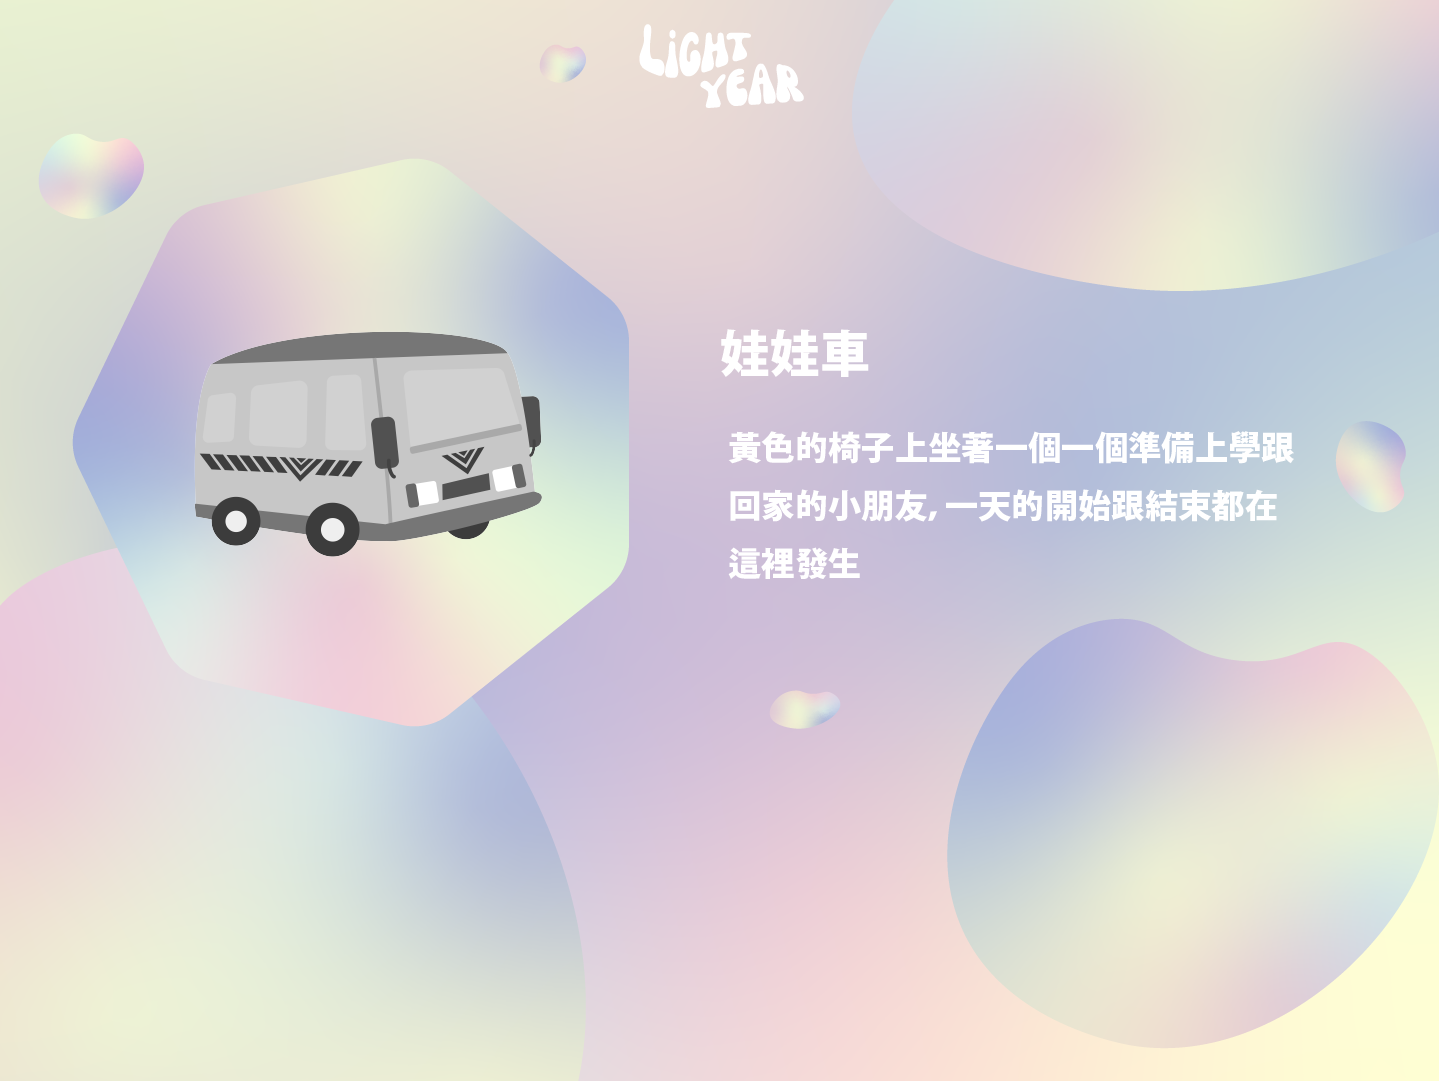 LiGHT
YEAR
娃娃車
黃色的椅子上坐著一個一個準備上學跟
回家的小朋友, 一天的開始跟結束都在
這裡發生